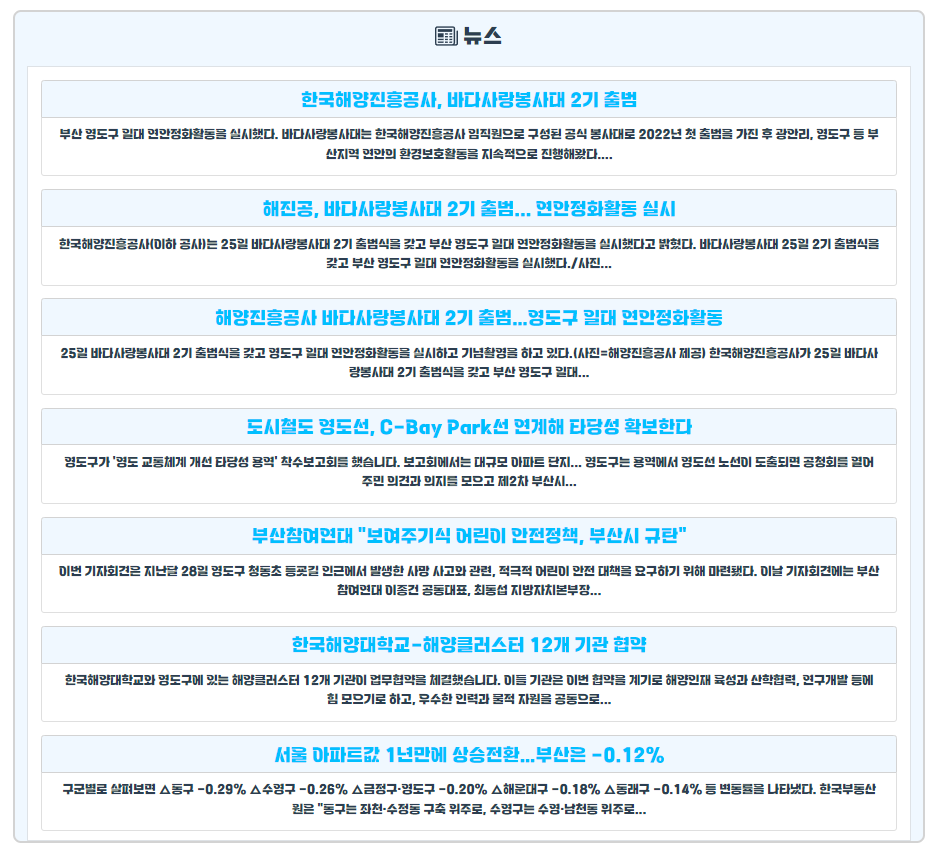 뉴스
한국해양진흥공사, 바다사랑봉사대 2기 출범
부산 영도구 일대 연안정화활동을 실시했다. 바다사랑봉사대는 한국해양진흥공사 임직원으로 구성된 공식 봉사대로 2022년 첫 출범을 가진 후 광안리, 영도구 등 부
산지역 연안의 환경보호활동을 지속적으로 진행해왔다....
해진공, 바다사랑봉사대 2기 출범... 연안정화활동 실시
한국해양진흥공사(이하 공사)는 25일 바다사랑봉사대 2기 출범식을 갖고 부산 영도구 일대 연안정화활동을 실시했다고 밝혔다. 바다사랑봉사대 25일 2기 출범식을
갖고 부산 영도구 일대 연안정화활동을 실시했다./사진...
해양진흥공사 바다사랑봉사대 2기 출범...영도구 일대 연안정화활동
25일 바다사랑봉사대 2기 출범식을 갖고 영도구 일대 연안정화활동을 실시하고 기념촬영을 하고 있다.(사진=해양진흥공사 제공) 한국해양진흥공사가 25일 바다사
랑봉사대 2기 출범식을 갖고 부산 영도구 일대...
도시철도 영도선, C-Bay Park선 연계해 타당성 확보한다
영도구가 '영도 교통체계 개선 타당성 용역' 착수보고회를 했습니다. 보고회에서는 대규모 아파트 단지... 영도구는 용역에서 영도선 노선이 도출되면 공청회를 열어
주민 의견과 의지를 모으고 제2차 부산시...
부산참여연대 "보여주기식 어린이 안전정책, 부산시 규탄"
이번 기자회견은 지난달 28일 영도구 청동초 등굣길 인근에서 발생한 사망 사고와 관련, 적극적 어린이 안전 대책을 요구하기 위해 마련됐다. 이날 기자회견에는 부산
참여연대 이종건 공동대표, 최동섭 지방자치본부장...
한국해양대학교-해양클러스터 12개 기관 협약
한국해양대학교와 영도구에 있는 해양클러스터 12개 기관이 업무협약을 체결했습니다. 이들 기관은 이번 협약을 계기로 해양인재 육성과 산학협력, 연구개발 등에
힘 모으기로 하고, 우수한 인력과 물적 자원을 공동으로...
서울 아파트값 1년만에 상승전환...부산은 -0.12%
구군별로 살펴보면 △동구 -0.29% △수영구 -0.26% △금정구·영도구 -0.20% △해운대구 -0.18% △동래구 -0.14% 등 변동률을 나타냈다. 한국부동산
원은 "동구는 좌천·수정동 구축 위주로, 수영구는 수영·남천동 위주로...